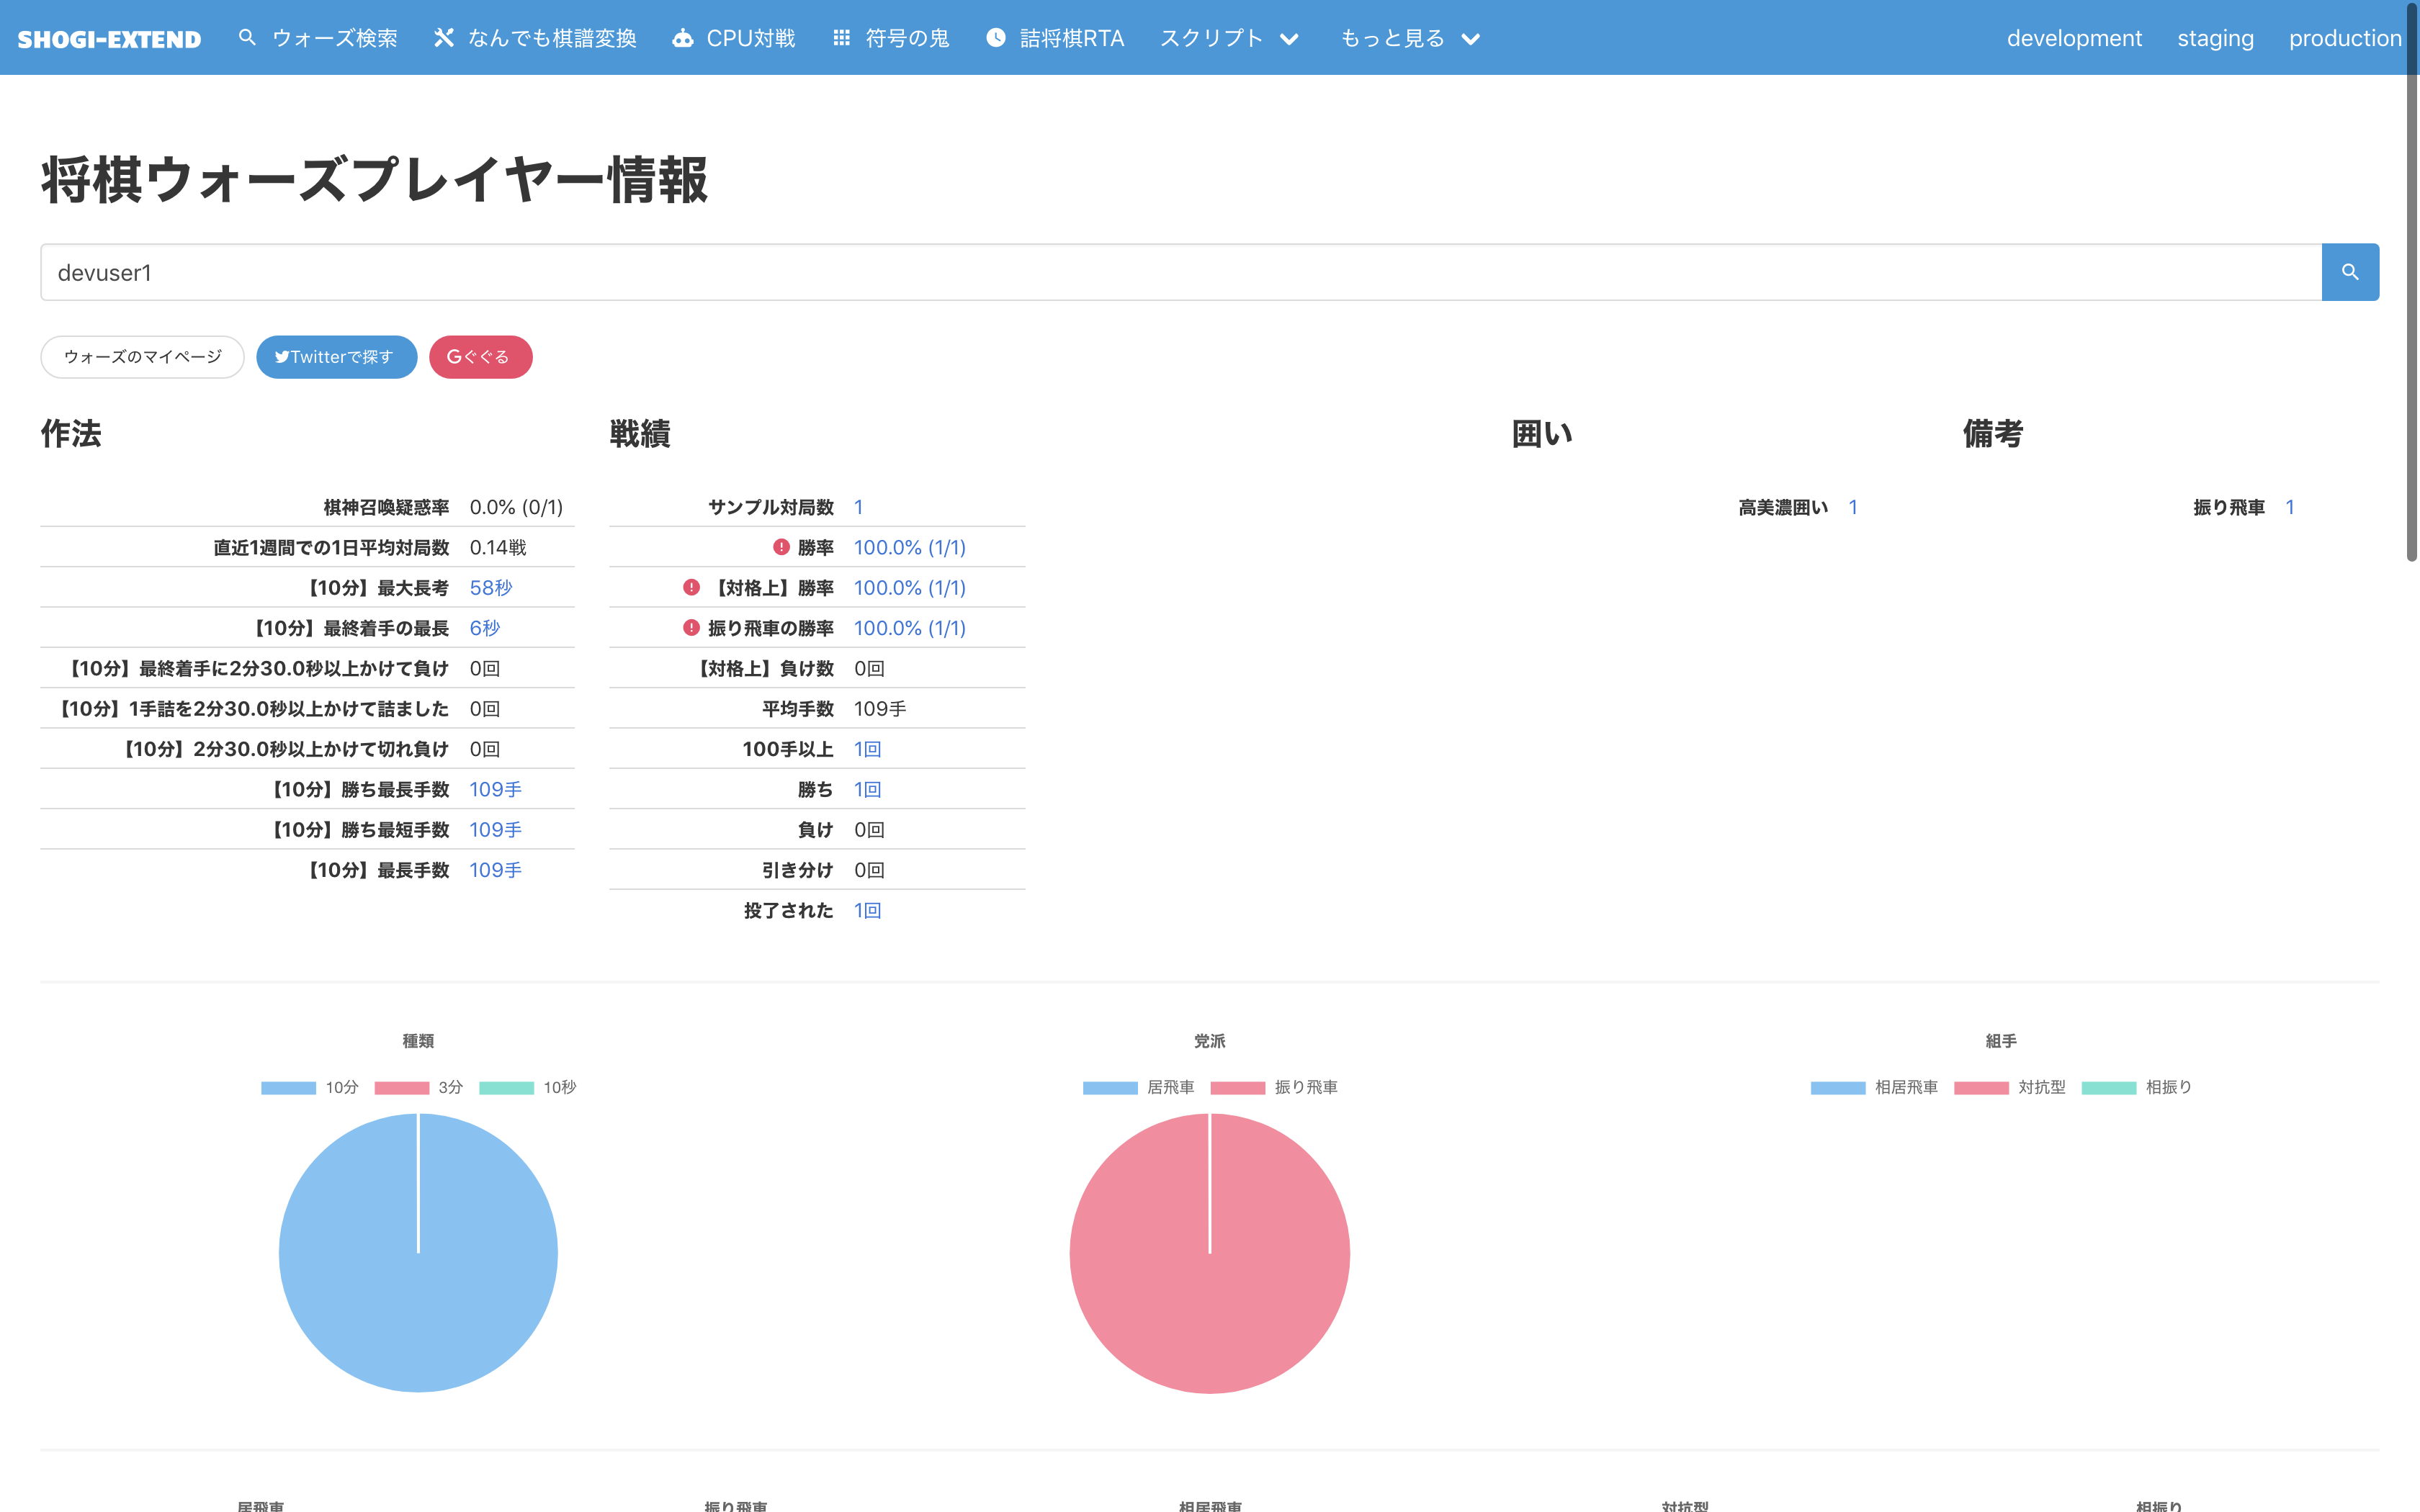 SHOGI-EXTEND ウォーズ検索 なんでも棋譜変換 CPU対戦 符号の鬼 詰将棋RTA スクリプト もっと見る development staging production
将棋ウォーズプレイヤー情報
devuser1
ウォーズのマイページ Twitterで探す Gぐぐる
作法
棋神召喚疑惑率 0.0% (0/1)
直近1週間での1日平均対局数 0.14戦
【10分】最大長考 58秒
【10分】最終着手の最長 6秒
【10分】最終着手に2分30.0秒以上かけて負け 0回
【10分】1手詰を2分30.0秒以上かけて詰ました 0回
【10分】2分30.0秒以上かけて切れ負け 0回
【10分】勝ち最長手数 109手
【10分】勝ち最短手数 109手
【10分】最長手数 109手
戦績
サンプル対局数 1
勝率 100.0% (1/1)
【対格上】勝率 100.0% (1/1)
振り飛車の勝率 100.0% (1/1)
【対格上】負け数 0回
平均手数 109手
100手以上 1回
勝ち 1回
負け 0回
引き分け 0回
投了された 1回
囲い
高美濃囲い 1
備考
振り飛車 1
種類
10分 3分 10秒
党派
居飛車 振り飛車
組手
相居飛車 対抗型 相振り
居飛車 振り飛車 相居飛車 対抗型 相振り